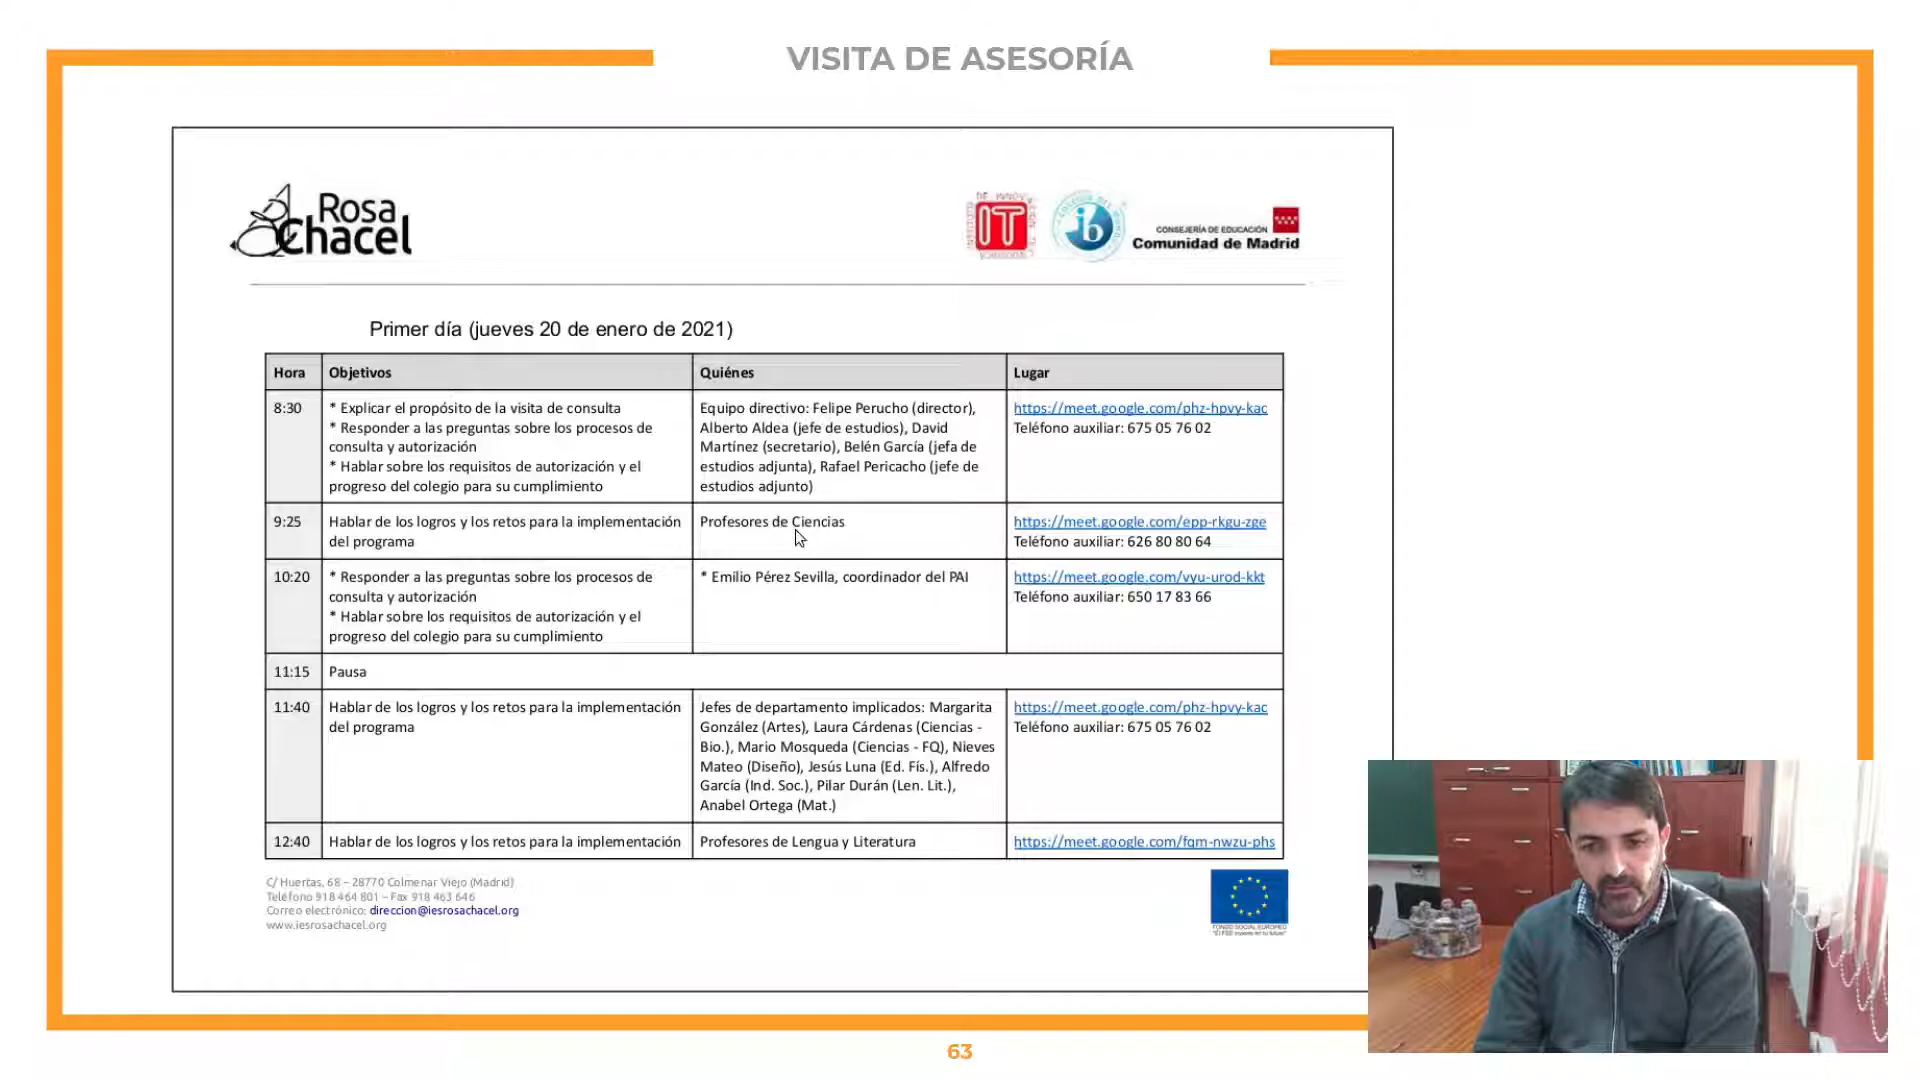 VISITA DE ASESORÍA
Rosa
Chacel
IT
ib
CONSEJERÍA DE EDUCACIÓN
Comunidad de Madrid
Primer día (jueves 20 de enero de 2021)
Hora Objetivos Quiénes Lugar
8:30
* Explicar el propósito de la visita de consulta
* Responder a las preguntas sobre los procesos de
consulta y autorización
* Hablar sobre los requisitos de autorización y el
progreso del colegio para su cumplimiento
Equipo directivo: Felipe Perucho (director),
Alberto Aldea (jefe de estudios), David
Martínez (secretario), Belén García (jefa de
estudios adjunta), Rafael Pericacho (jefe de
estudios adjunto)
https://meet.google.com/phz-hpvy-kac
Teléfono auxiliar: 675 05 76 02
9:25
Hablar de los logros y los retos para la implementación
del programa
Profesores de Ciencias
https://meet.google.com/epp-rkgu-zge
Teléfono auxiliar: 626 80 80 64
10:20
* Responder a las preguntas sobre los procesos de
consulta y autorización
* Hablar sobre los requisitos de autorización y el
progreso del colegio para su cumplimiento
* Emilio Pérez Sevilla, coordinador del PAI
https://meet.google.com/vyu-urod-kkt
Teléfono auxiliar: 650 17 83 66
11:15 Pausa
11:40
Hablar de los logros y los retos para la implementación
del programa
Jefes de departamento implicados: Margarita
González (Artes), Laura Cárdenas (Ciencias -
Bio.), Mario Mosqueda (Ciencias - FQ), Nieves
Mateo (Diseño), Jesús Luna (Ed. Fís.), Alfredo
García (Ind. Soc.), Pilar Durán (Len. Lit.),
Anabel Ortega (Mat.)
https://meet.google.com/phz-hpvy-kac
Teléfono auxiliar: 675 05 76 02
12:40
Hablar de los logros y los retos para la implementación
Profesores de Lengua y Literatura
https://meet.google.com/fqm-nwzu-phs
C/ Huertas, 68 – 28770 Colmenar Viejo (Madrid)
Teléfono 918 464 801 – Fax 918 463 646
Correo electrónico: direccion@iesrosachacel.org
www.iesrosachacel.org
FONDO SOCIAL EUROPEO
63